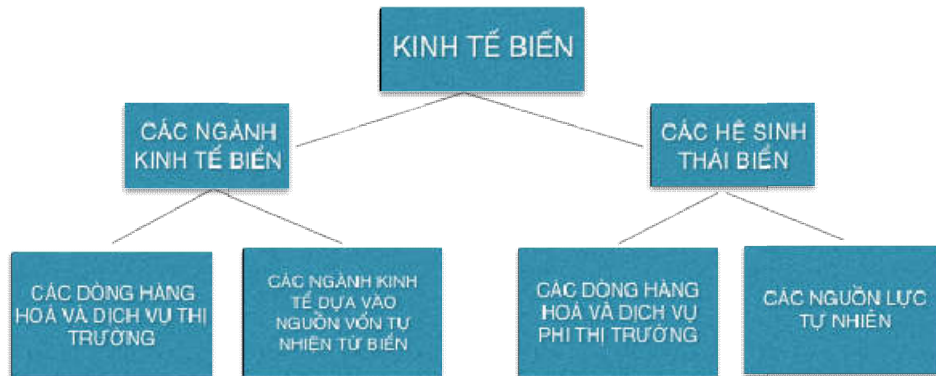 KINH TẾ BIỂN
CÁC NGÀNH
KINH TẾ BIỂN
CÁC HỆ SINH
THÁI BIỂN
CÁC DÒNG HÀNG
HOÁ VÀ DỊCH VỤ THỊ
TRƯỜNG
CÁC NGÀNH KINH
TẾ DỰA VÀO
NGUỒN VỐN TỰ
NHIÊN TỪ BIỂN
CÁC DÒNG HÀNG
HOÁ VÀ DỊCH VỤ
PHI THỊ TRƯỜNG
CÁC NGUỒN LỰC
TỰ NHIÊN